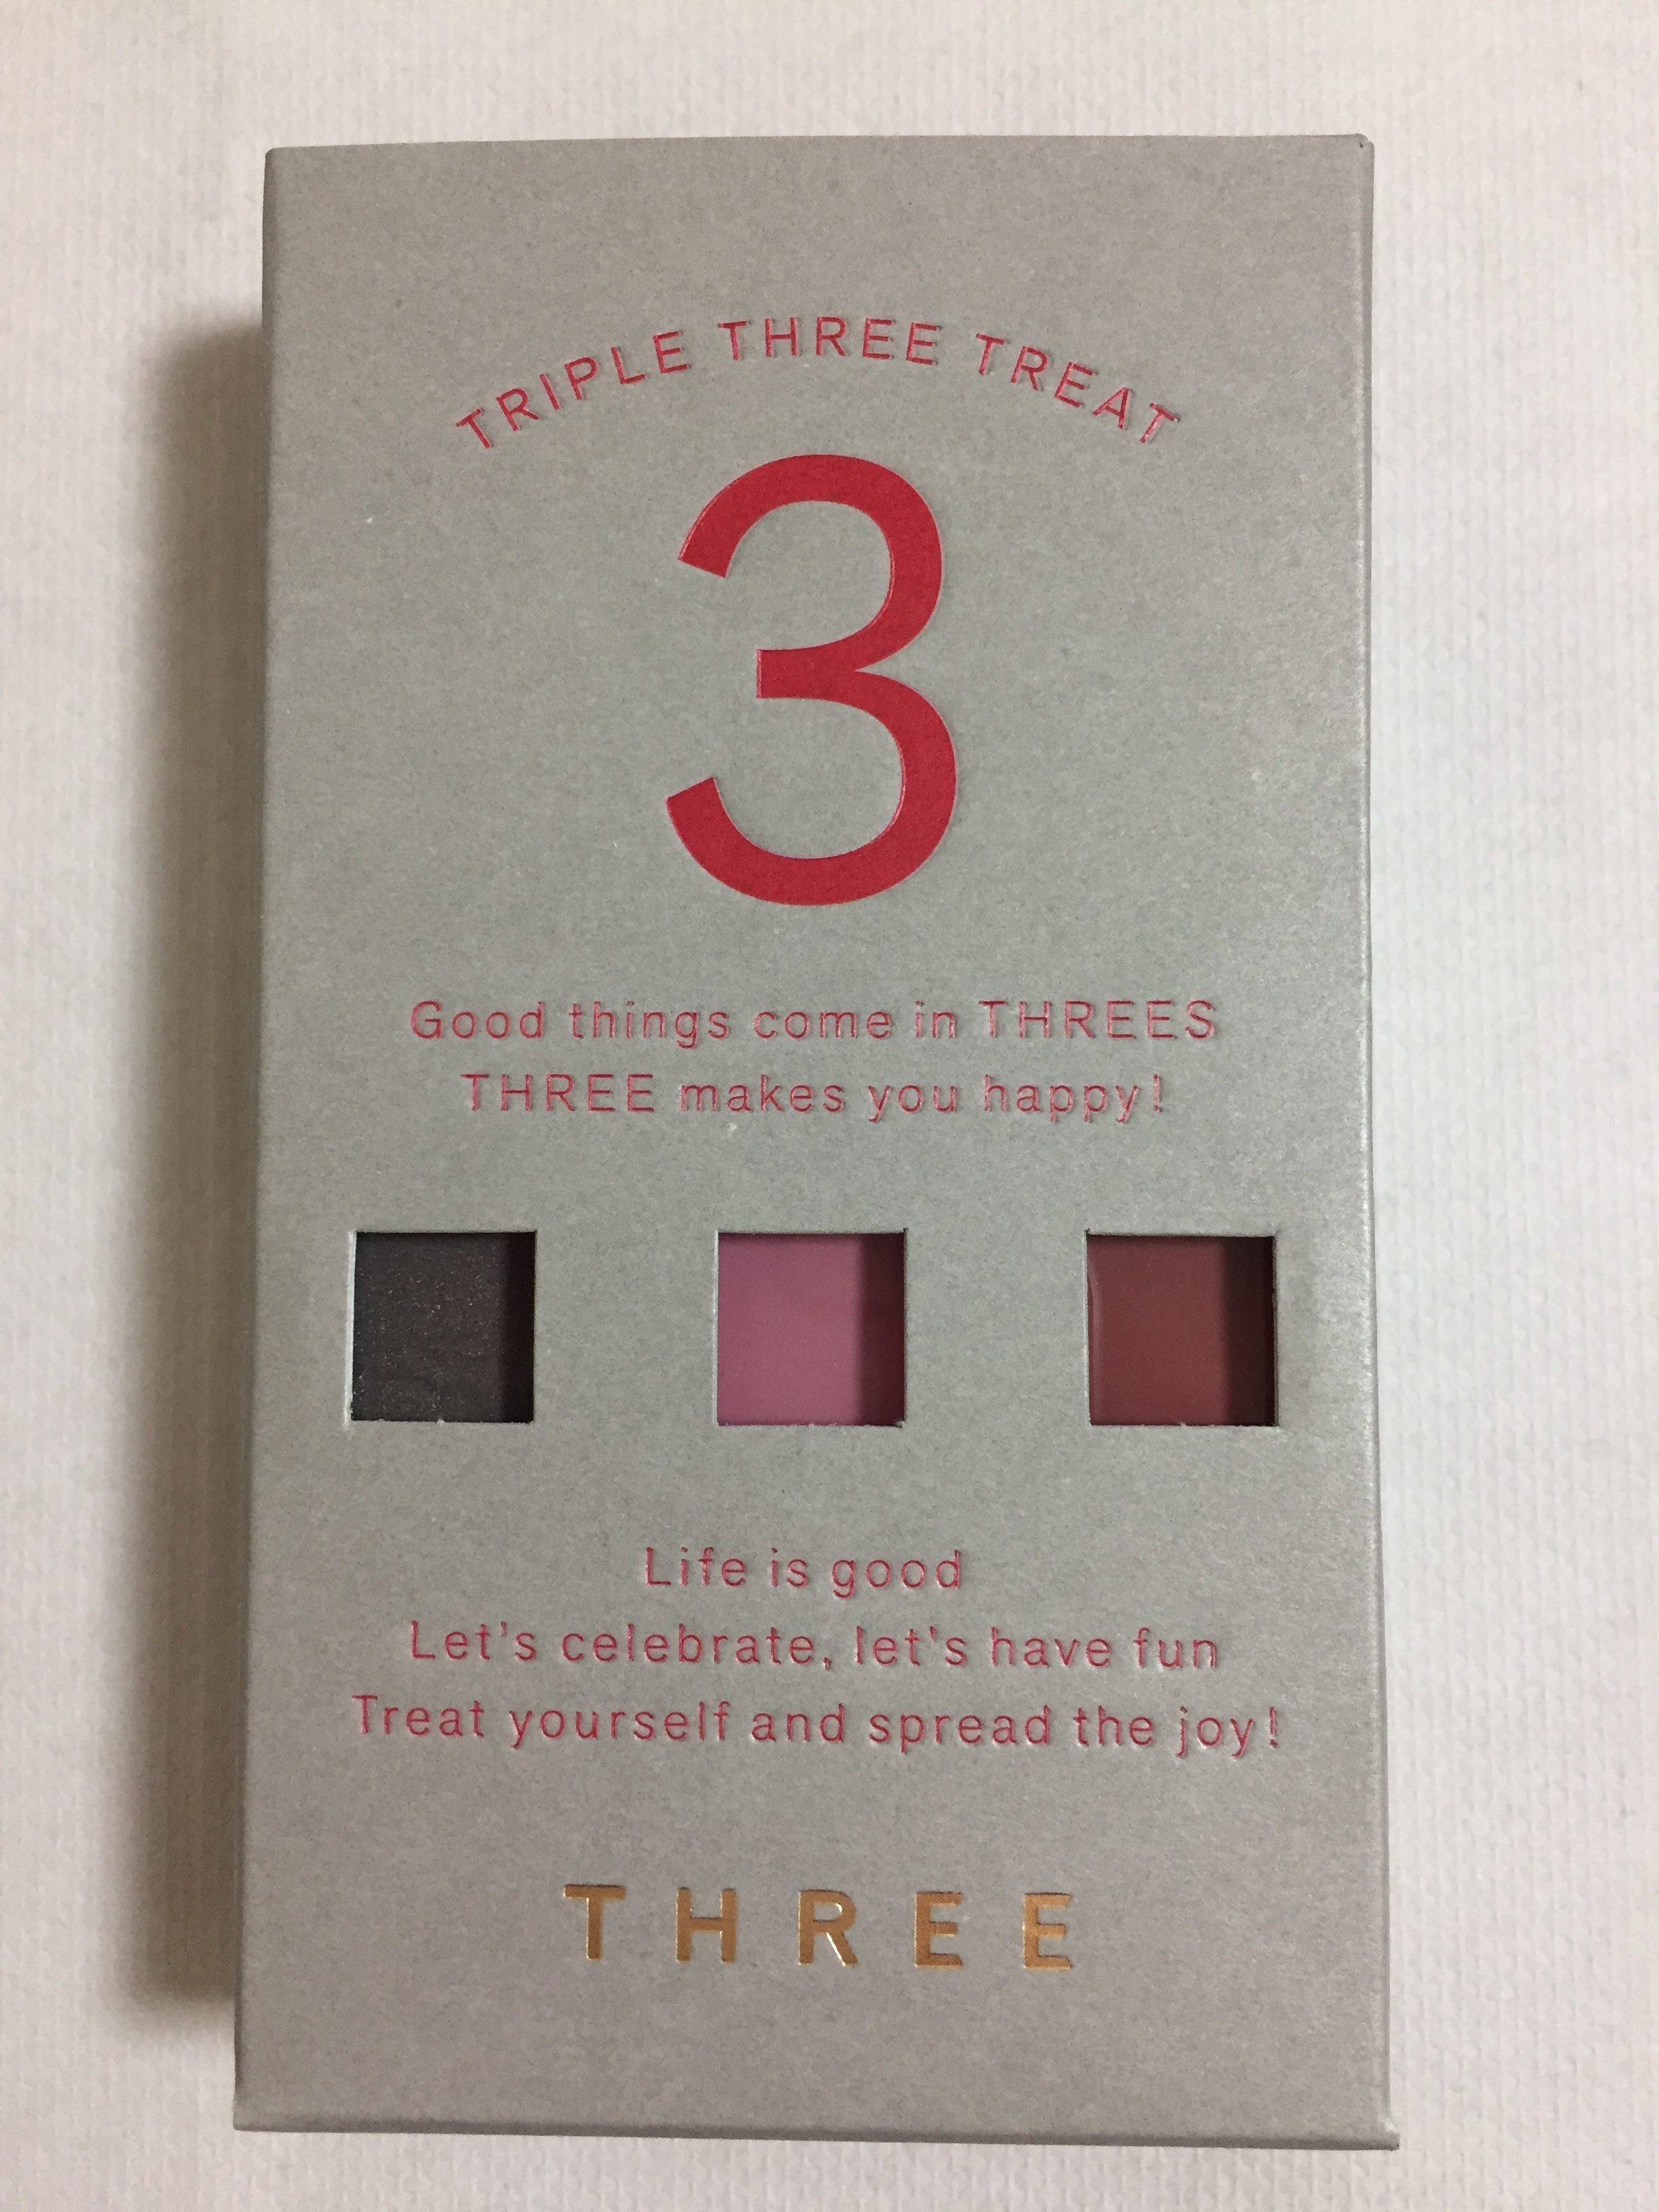 TRIPLE THREE TREAT
3
Good things come in THREES
THREE makes you happy!
Life is good
Let's celebrate, let's have fun
Treat yourself and spread the joy!
THREE